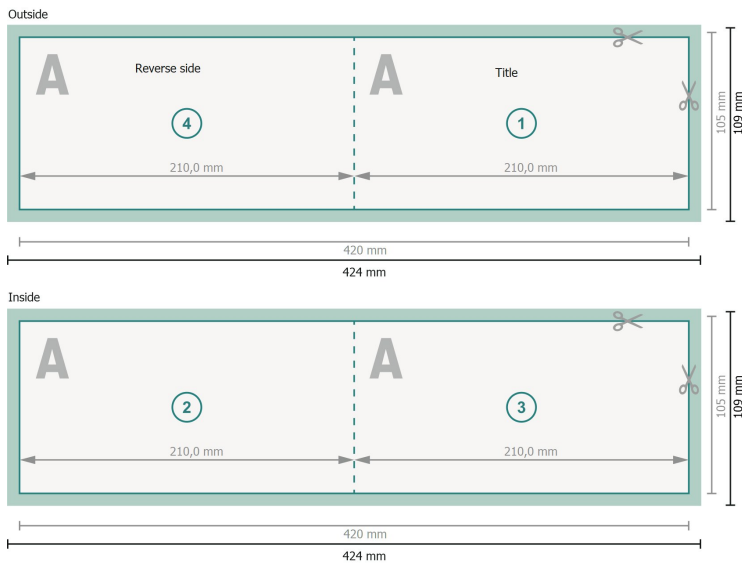 Outside
A
Reverse side
A
Title
4
1
210,0 mm
210,0 mm
105 mm
109 mm
420 mm
424 mm
Inside
A
A
2
3
210,0 mm
210,0 mm
105 mm
109 mm
420 mm
424 mm